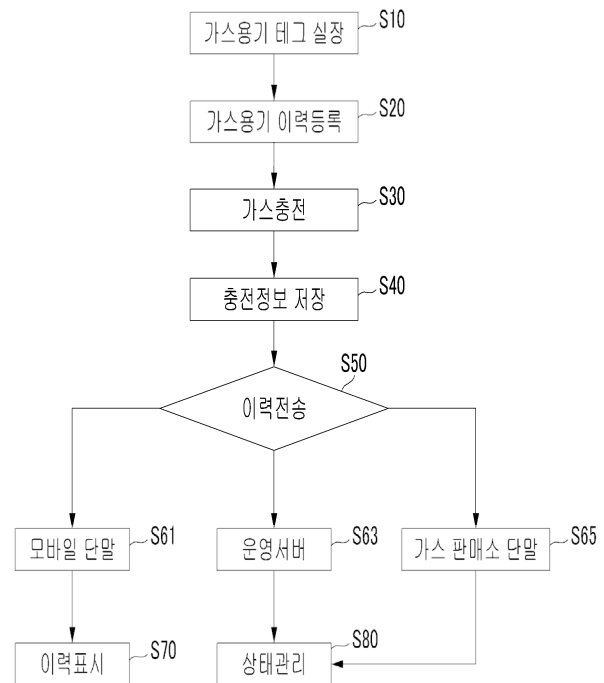 가스용기 테그 실장
S10
가스용기 이력등록
S20
가스충전
S30
충전정보 저장
S40
S50
이력전송
모바일 단말
S61
운영서버
S63
가스 판매소 단말
S65
이력표시
S70
상태관리
S80